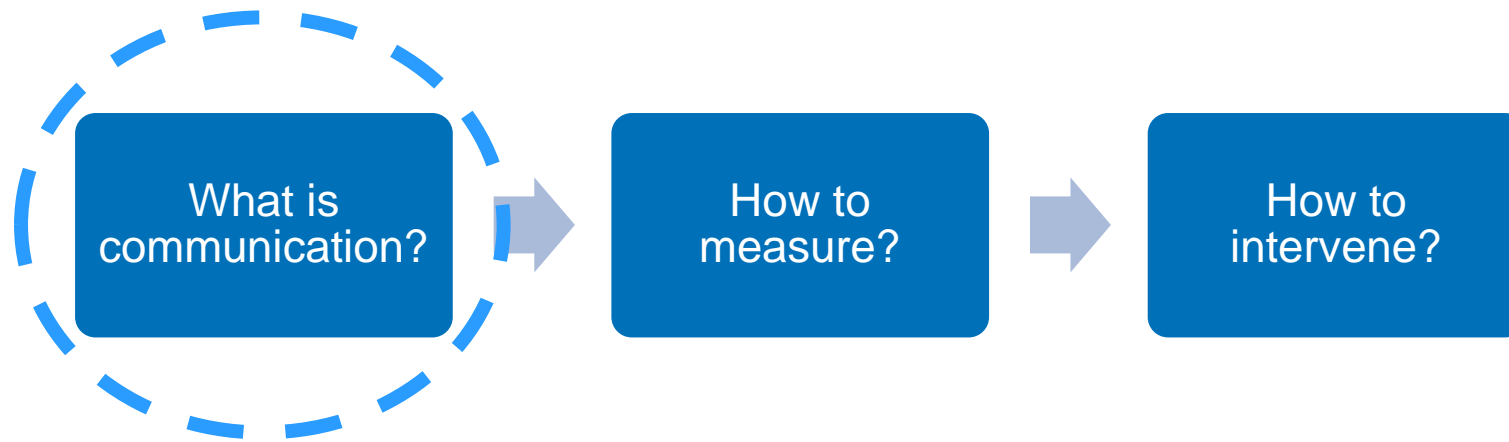 What is
communication?
How to
measure?
How to
intervene?